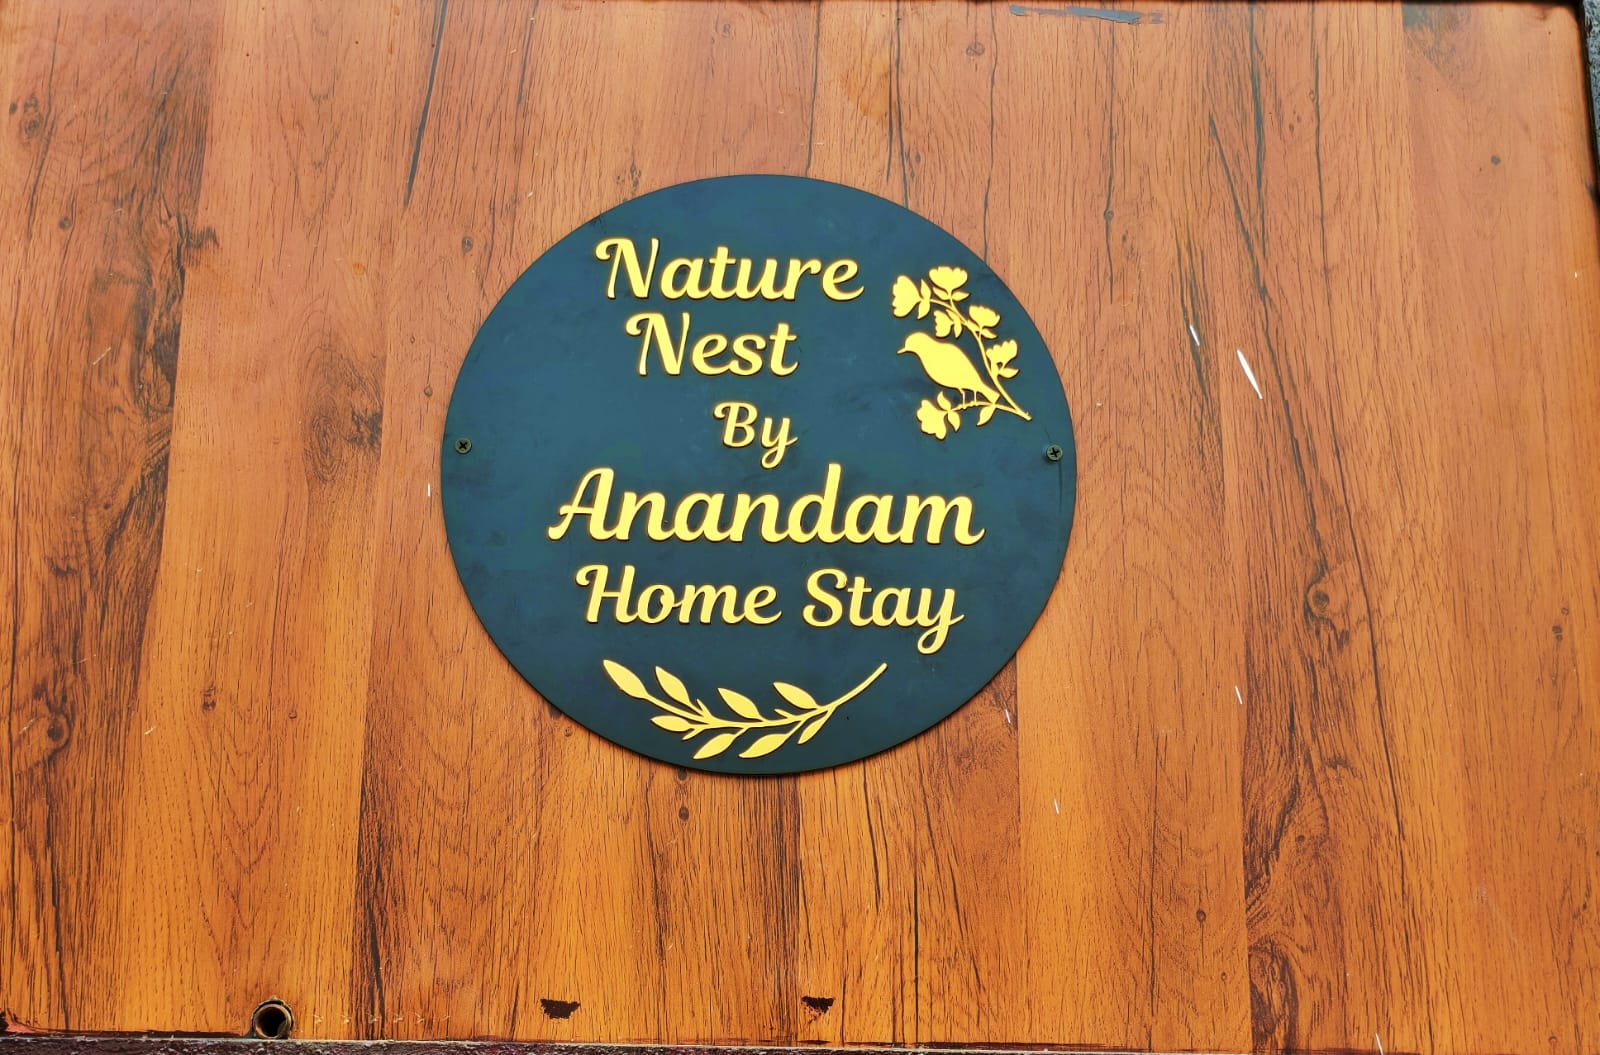 Nature
Nest
By
Anandam
Home Stay